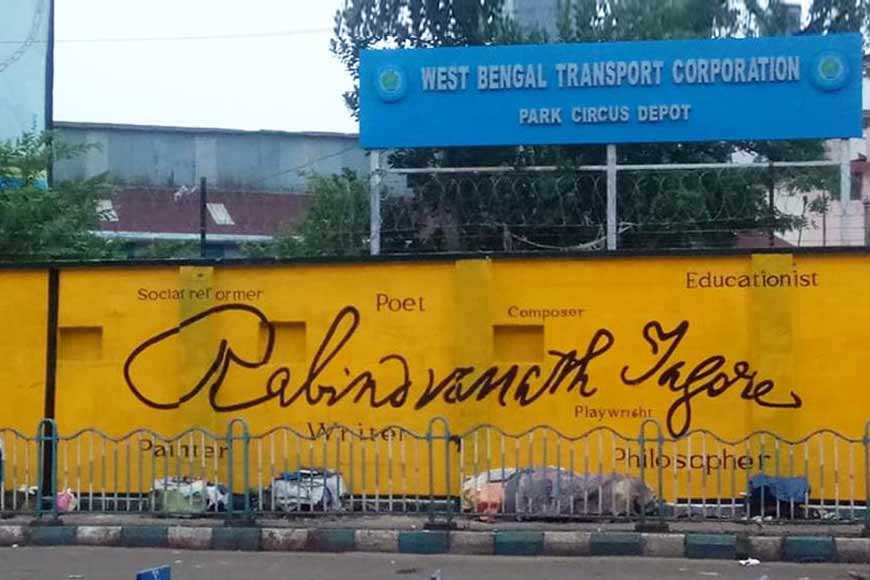 WEST BENGAL TRANSPORT CORPORATION
PARK CIRCUS DEPOT
Educationist
Social reformer
Poet
Composer
Rabindranath Tagore
Playwright
Writer
Painter
Philosopher